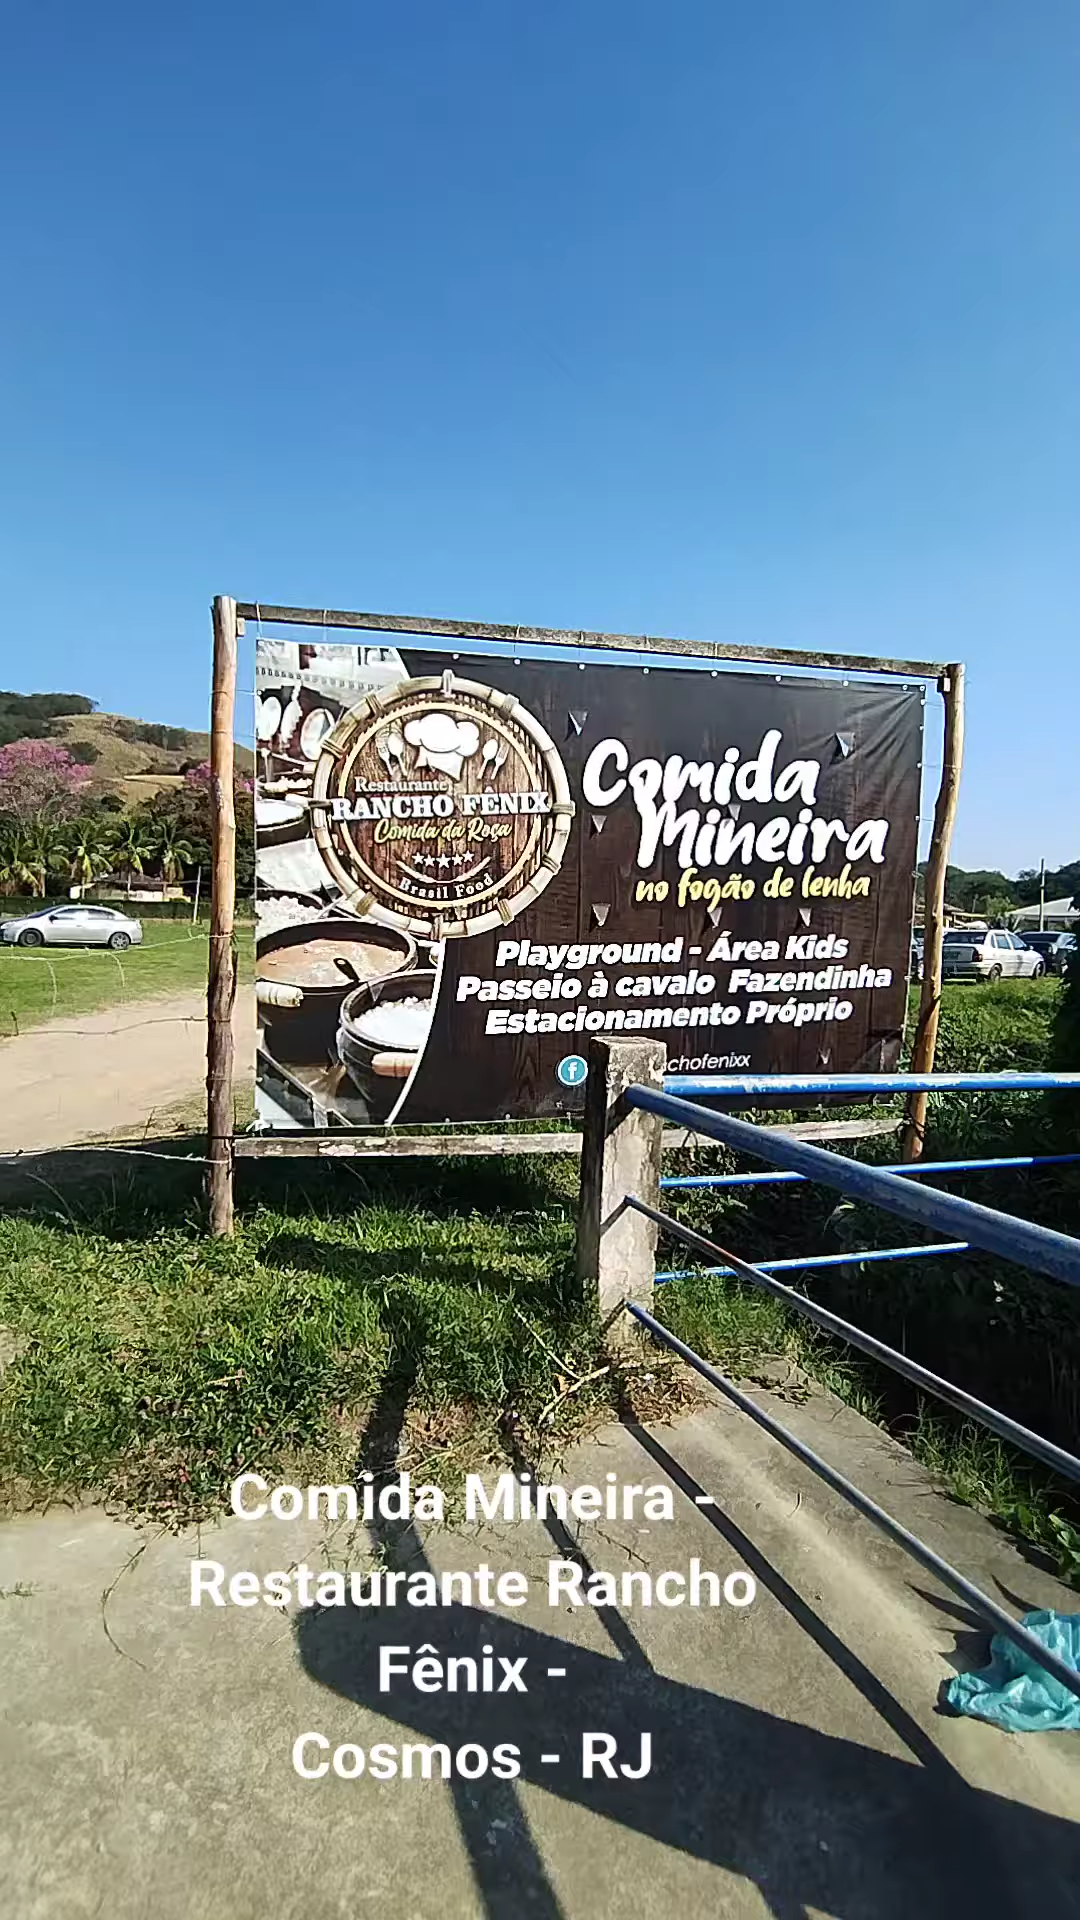 Restaurante
RANCHO FÊNIX
Comida da Roça
Brasil Food
Comida
Mineira
no fogão de lenha
Playground - Área Kids
Passeio à cavalo Fazendinha
Estacionamento Próprio
f
chofenixx
Comida Mineira -
Restaurante Rancho
Fênix -
Cosmos - RJ